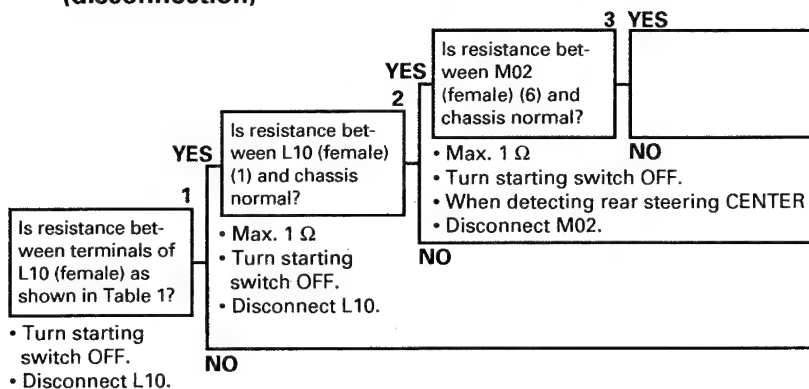 (disconnection)
3 YES
Is resistance bet-
ween M02
(female) (6) and
chassis normal?
YES
2
Is resistance bet-
ween L10 (female)
(1) and chassis
normal?
• Max. 1 Ω
• Turn starting switch OFF.
• When detecting rear steering CENTER
• Disconnect M02.
NO
YES
1
Is resistance bet-
ween terminals of
L10 (female) as
shown in Table 1?
• Max. 1 Ω
• Turn starting
switch OFF.
• Disconnect L10.
NO
• Turn starting
switch OFF.
• Disconnect L10.
NO